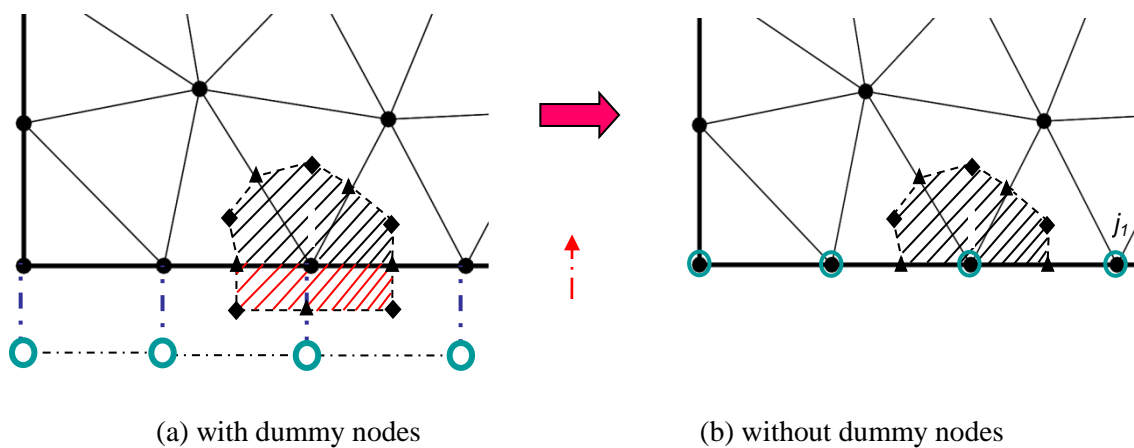 j1
(a) with dummy nodes
(b) without dummy nodes